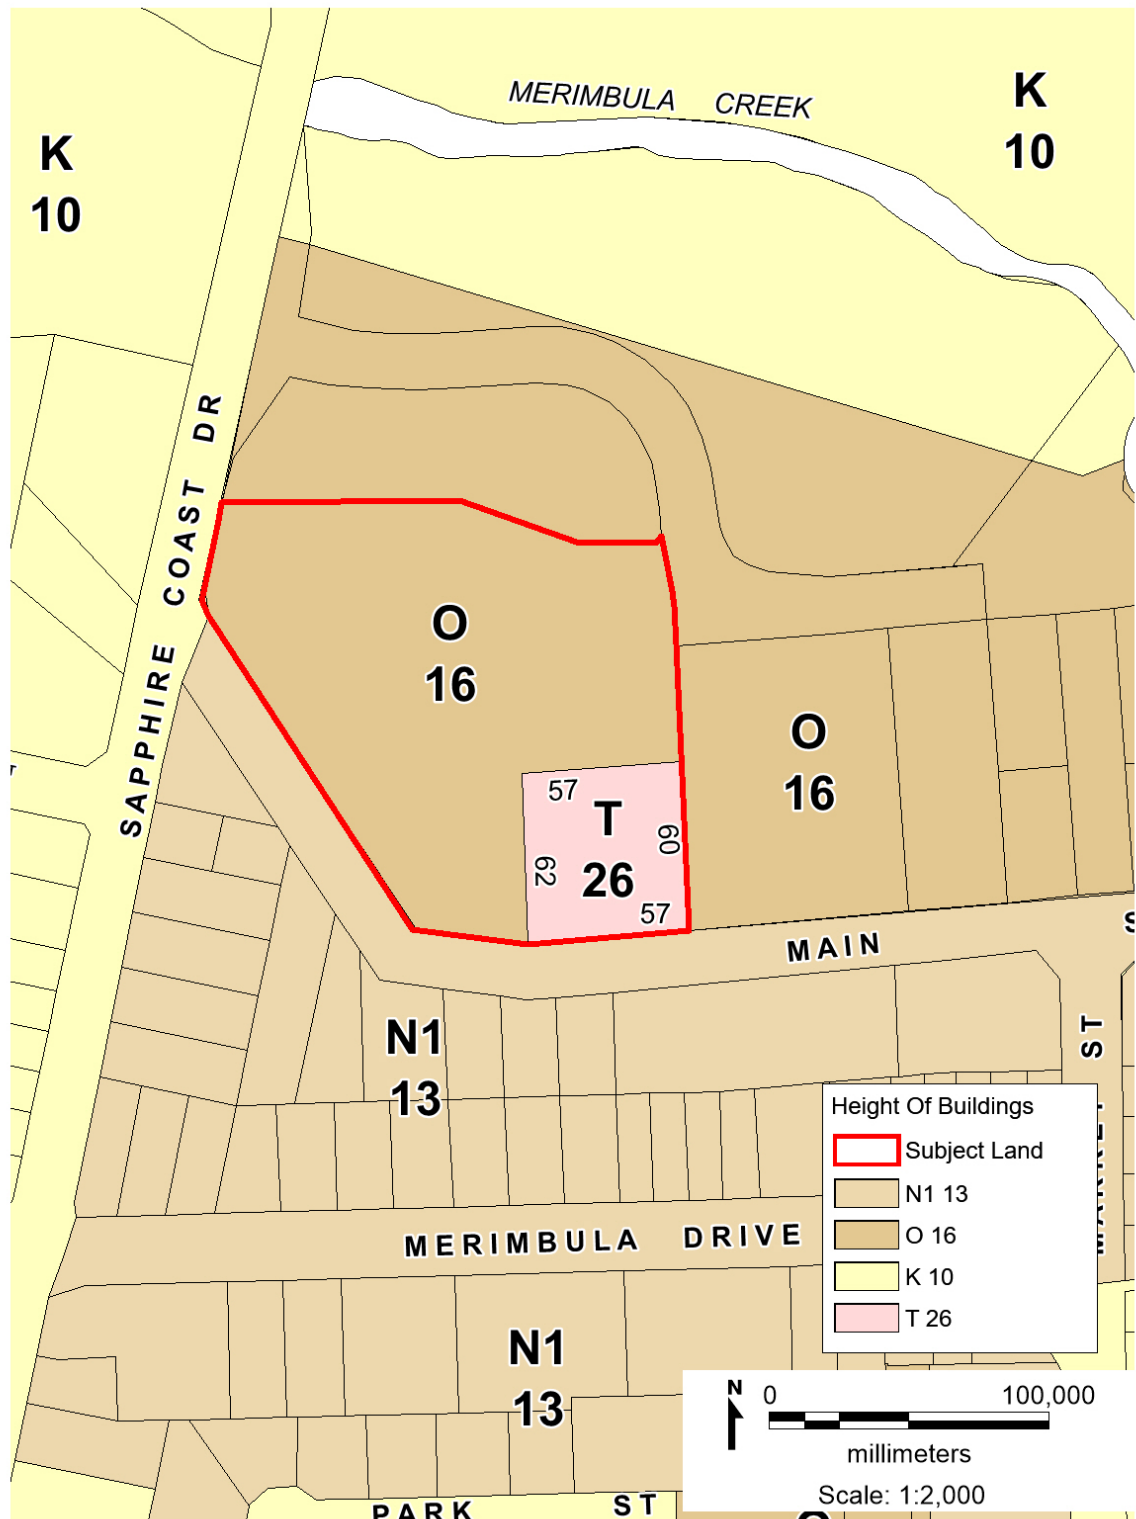 MERIMBULA CREEK
K
10
K
10
SAPPHIRE COAST DR
O
16
O
16
57
T
26
60
62
57
MAIN
S
ST
N1
13
Height Of Buildings
Subject Land
N1 13
O 16
K 10
T 26
MERIMBULA DRIVE
N1
13
N
0 100,000
millimeters
Scale: 1:2,000
PARK ST